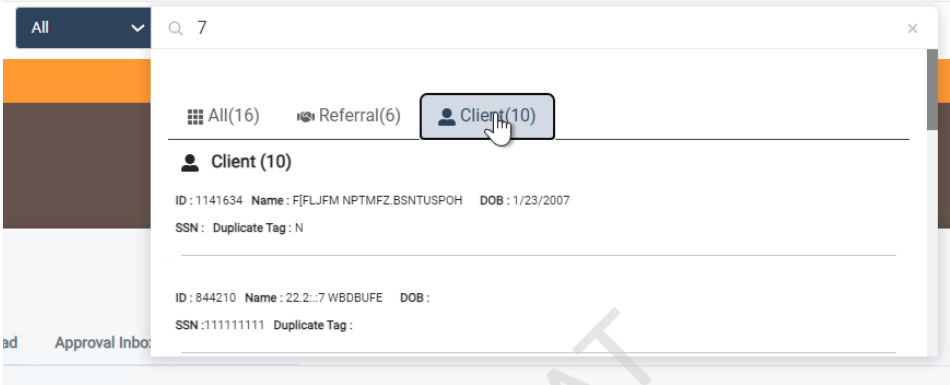 All 7
All(16) Referral(6) Client(10)
Client (10)
ID : 1141634 Name : F[FLJFM NPTMFZ.BSNTUSPOH DOB : 1/23/2007
SSN : Duplicate Tag : N
ID : 844210 Name : 22.2:.:7 WBDBUFE DOB :
SSN :111111111 Duplicate Tag :
ad Approval Inbo
AT